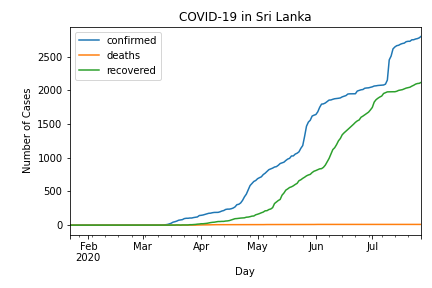 COVID-19 in Sri Lanka
confirmed
deaths
recovered
2500
2000
1500
1000
500
0
Number of Cases
Feb Mar Apr May Jun Jul
2020
Day